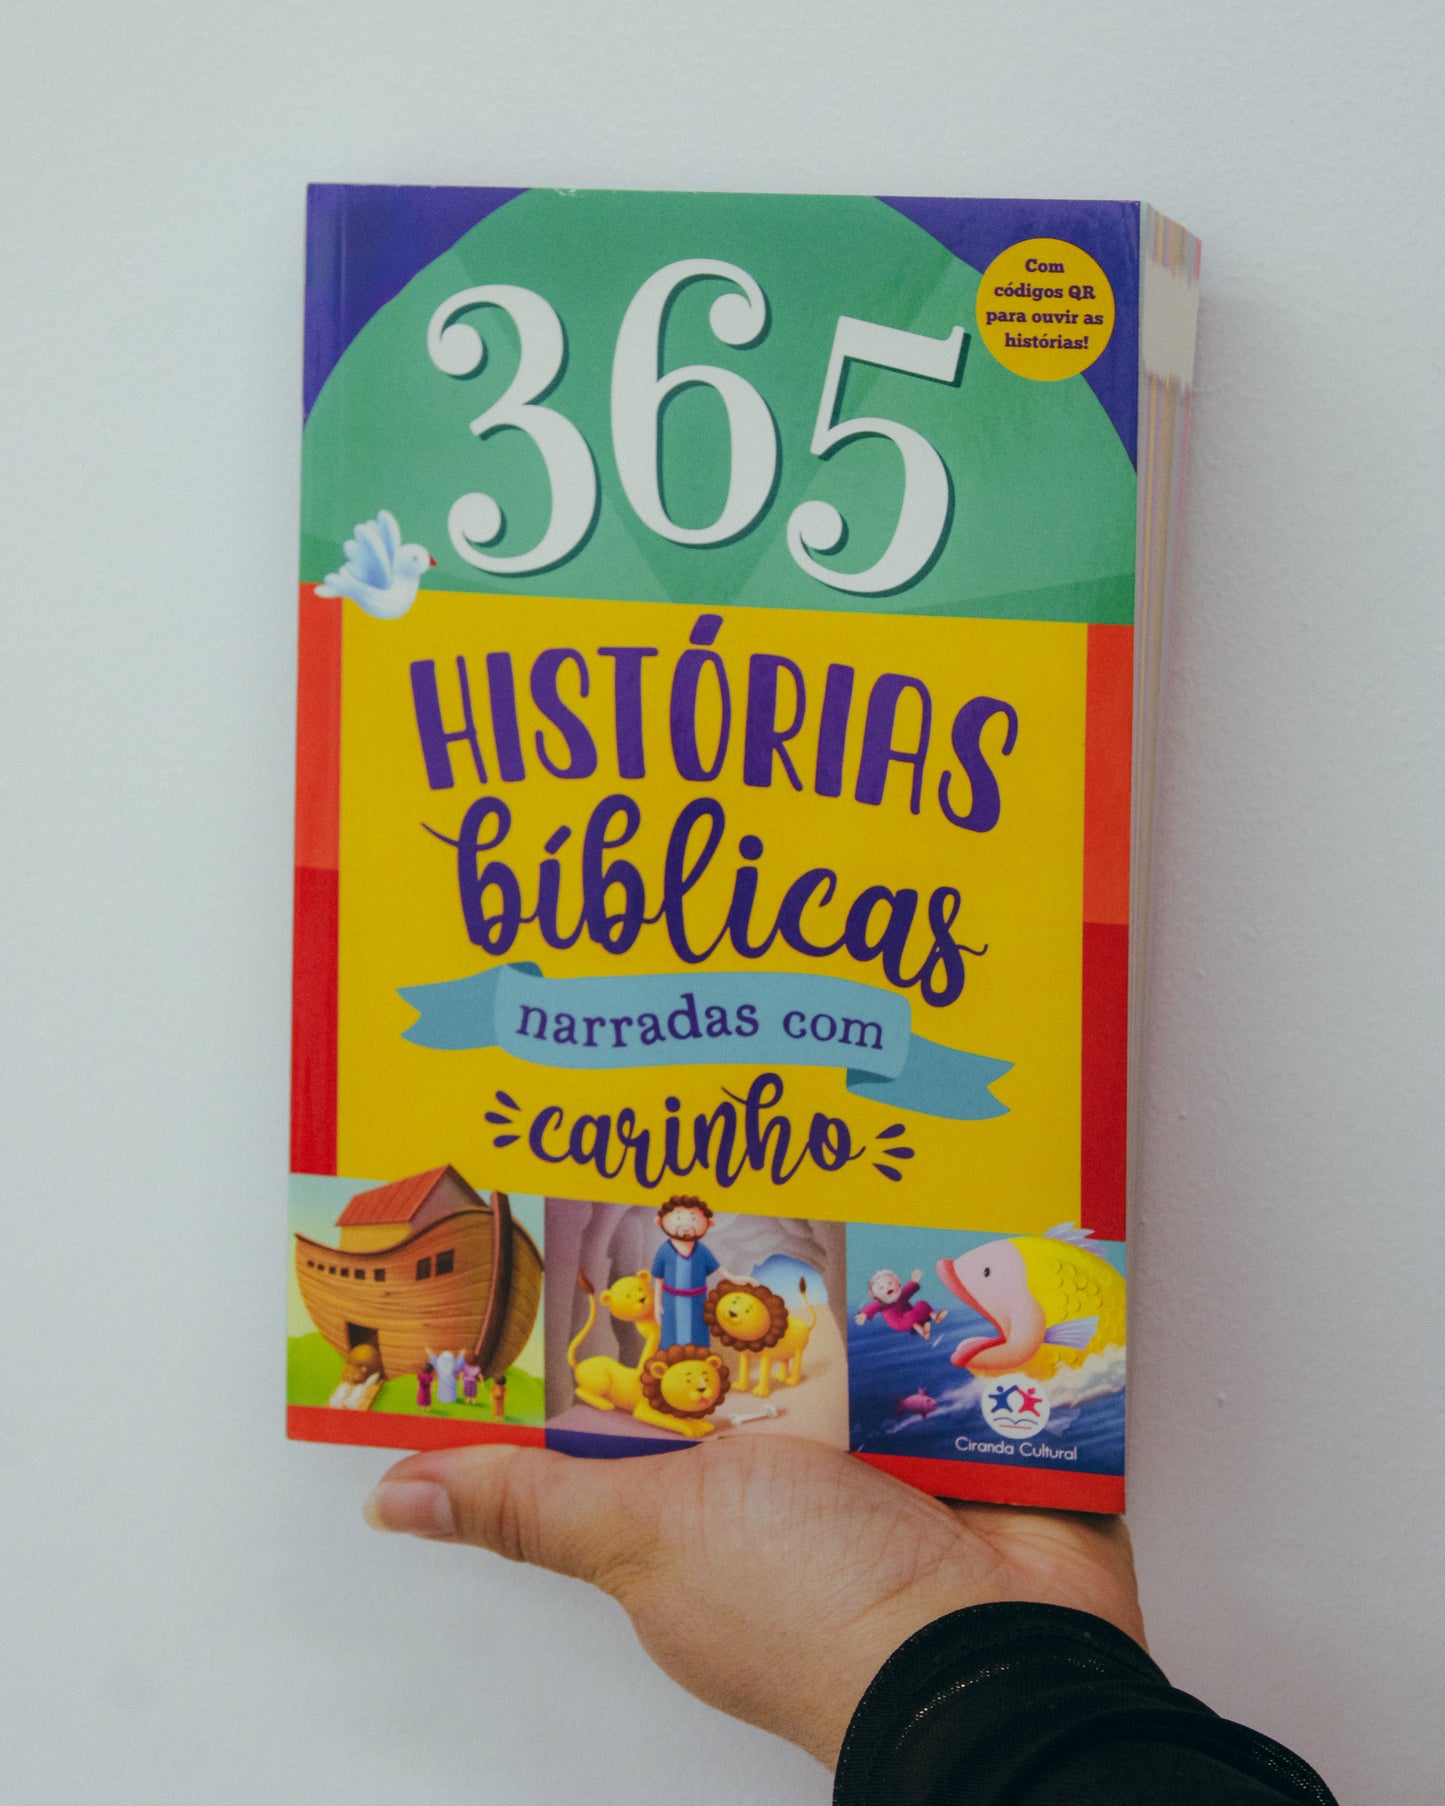 Com
códigos QR
para ouvir as
histórias!
365
HISTÓRIAS
bíblicas
narradas com
carinho
Ciranda Cultural